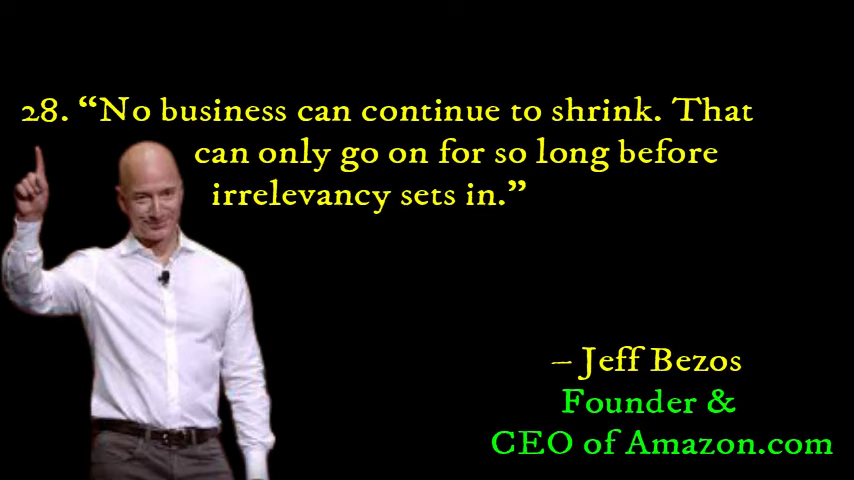 28. “No business can continue to shrink. That
can only go on for so long before
irrelevancy sets in.”
– Jeff Bezos
Founder &
CEO of Amazon.com